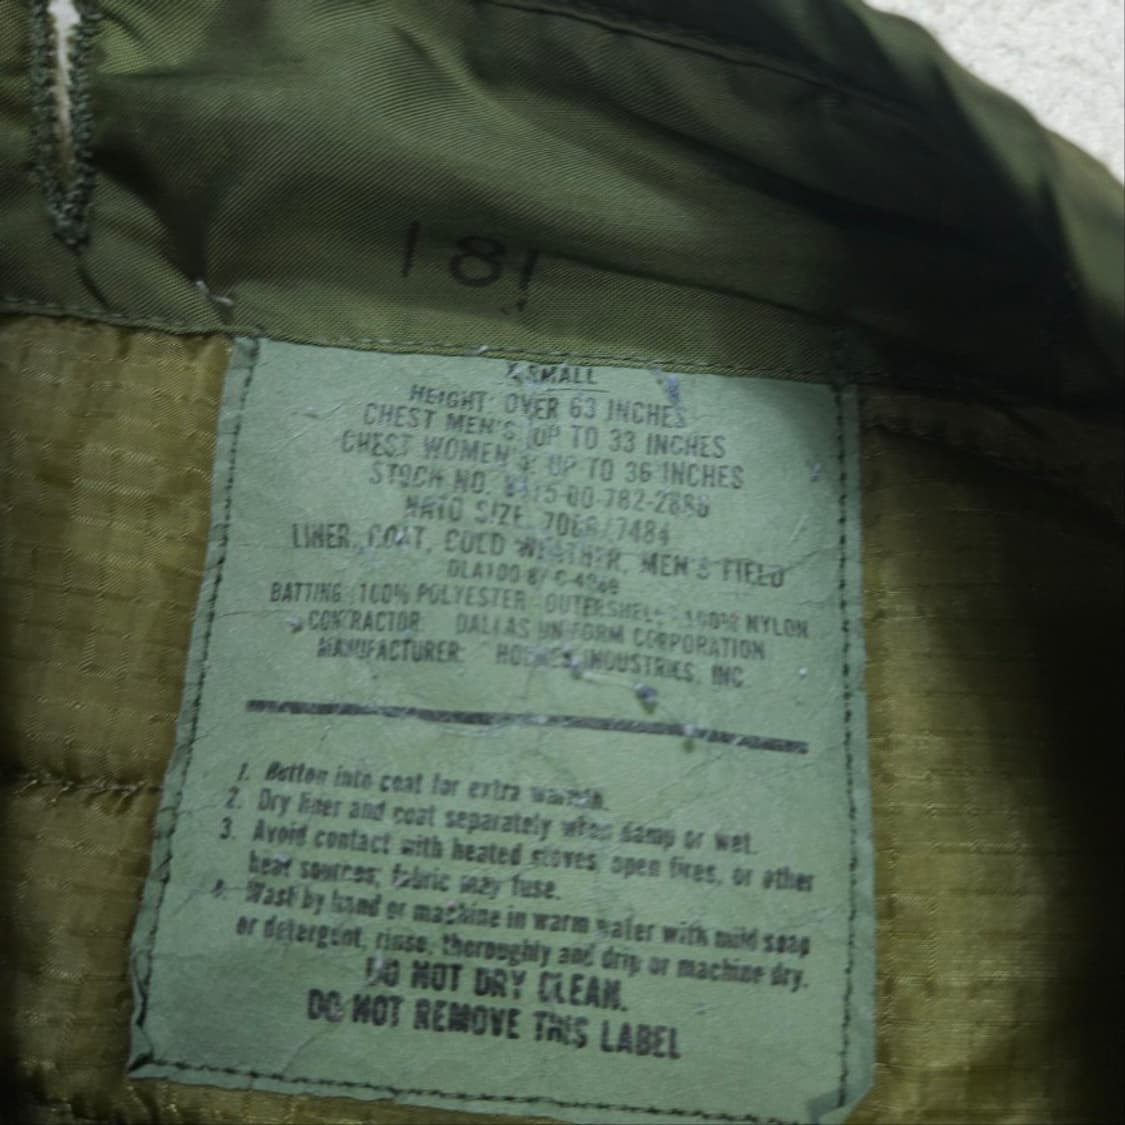 181
X SMALL
HEIGHT: OVER 63 INCHES
CHEST MEN'S UP TO 33 INCHES
CHEST WOMEN'S: UP TO 36 INCHES
STOCK NO. 8415-00-782-2886
NATO SIZE
LINER, COAT, COLD WEATHER, MEN'S FIELD
BATTING: 100% POLYESTER OUTERSHELL: 100% NYLON
CONTRACTOR: DALLAS UNIFORM CORPORATION
MANUFACTURER: INDUSTRIES, INC
1. Button into coat for extra warmth.
2. Dry liner and coat separately when damp or wet.
3. Avoid contact with heated stoves, open fires, or other
heat sources; fabric may fuse.
4. Wash by hand or machine in warm water with mild soap
or detergent, rinse, thoroughly and drip or machine dry.
DO NOT DRY CLEAN.
DO NOT REMOVE THIS LABEL